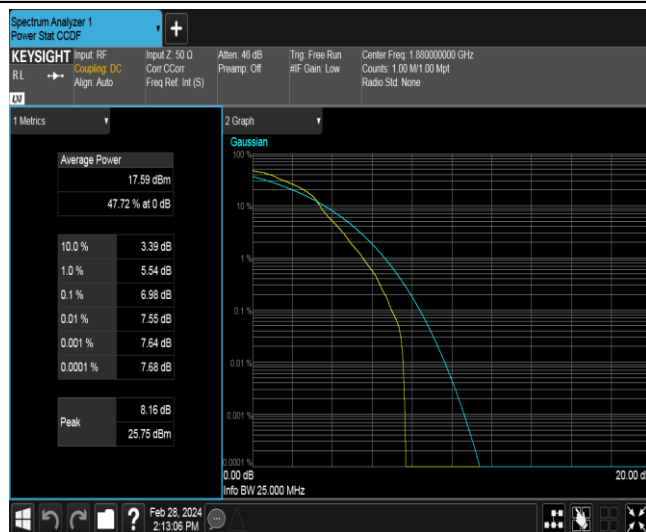 Spectrum Analyzer 1
Power Stat CCDF
+
KEYSIGHT
RL
LXI
Input: RF
Coupling: DC
Align: Auto
Input Z: 50 Ω
Corr CCorr
Freq Ref: Int (S)
Atten: 46 dB
Preamp: Off
Trig: Free Run
#IF Gain: Low
Center Freq: 1.880000000 GHz
Counts: 1.00 M/1.00 Mpt
Radio Std: None
1 Metrics
Average Power
17.59 dBm
47.72 % at 0 dB
10.0 % 3.39 dB
1.0 % 5.54 dB
0.1 % 6.98 dB
0.01 % 7.55 dB
0.001 % 7.64 dB
0.0001 % 7.68 dB
Peak
8.16 dB
25.75 dBm
2 Graph
Gaussian
100 %
10 %
1 %
0.1 %
0.01 %
0.001 %
0.0001 %
0.00 dB
20.00 d
Info BW 25.000 MHz
?
Feb 28, 2024
2:13:06 PM